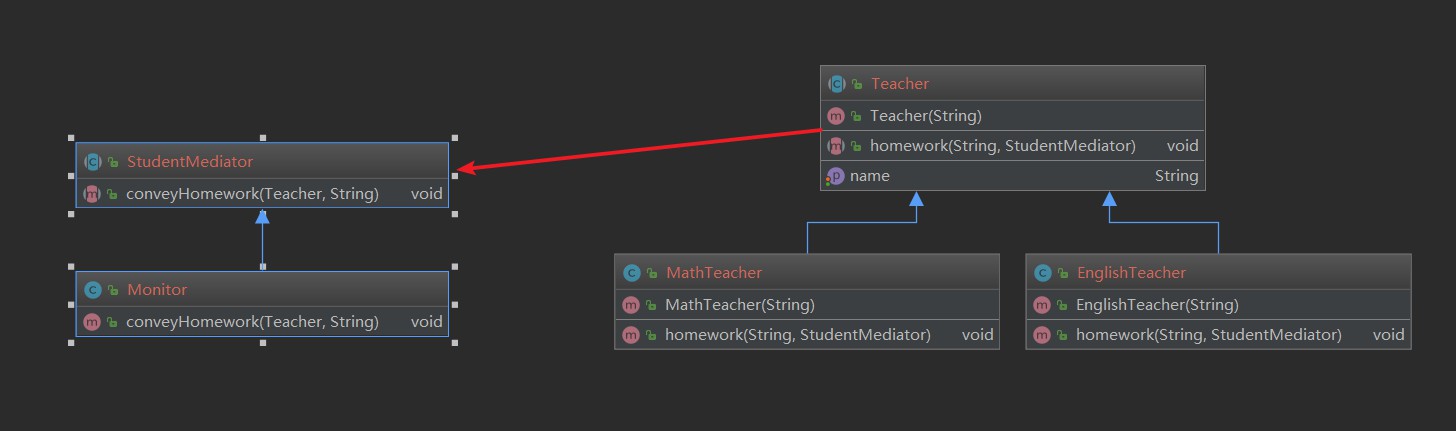 StudentMediator
conveyHomework(Teacher, String) void
Monitor
conveyHomework(Teacher, String) void
Teacher
Teacher(String)
homework(String, StudentMediator) void
name String
MathTeacher
MathTeacher(String)
homework(String, StudentMediator) void
EnglishTeacher
EnglishTeacher(String)
homework(String, StudentMediator) void